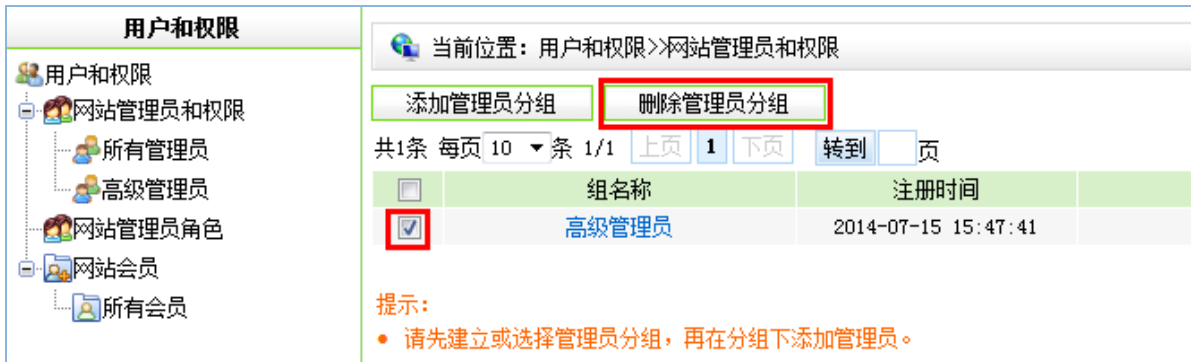 用户和权限
用户和权限
网站管理员和权限
所有管理员
高级管理员
网站管理员角色
网站会员
所有会员
当前位置：用户和权限>>网站管理员和权限
添加管理员分组 删除管理员分组
共1条 每页 10 条 1/1 上页 1 下页 转到 页
组名称 注册时间
高级管理员 2014-07-15 15:47:41
提示：
• 请先建立或选择管理员分组，再在分组下添加管理员。